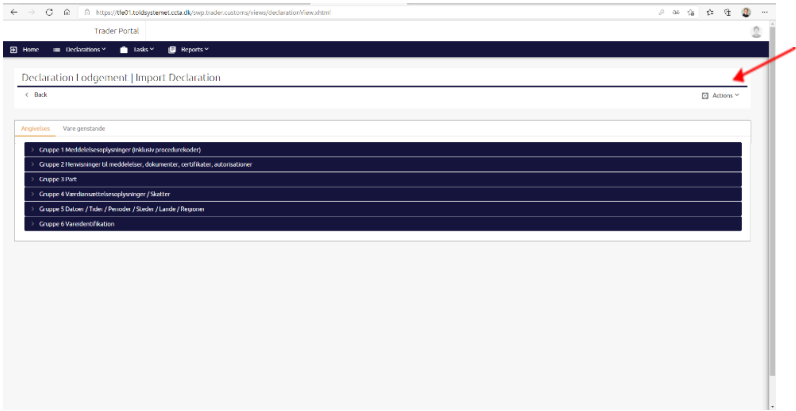 https://tfe01.toldsystemet.ccta.dk/swp.trader.customs/views/declarationView.xhtml
Trader Portal
Home Declarations Tasks Reports
Declaration Lodgement | Import Declaration
Back
Actions
Angivelses Vare genstande
Gruppe 1 Meddelelsesoplysninger (inklusiv procedurekoder)
Gruppe 2 Henvisninger til meddelelser, dokumenter, certifikater, autorisationer
Gruppe 3 Part
Gruppe 4 Værdiansættelsesoplysninger / Skatter
Gruppe 5 Datoer / Tider / Perioder / Steder / Lande / Regioner
Gruppe 6 Vareidentifikation